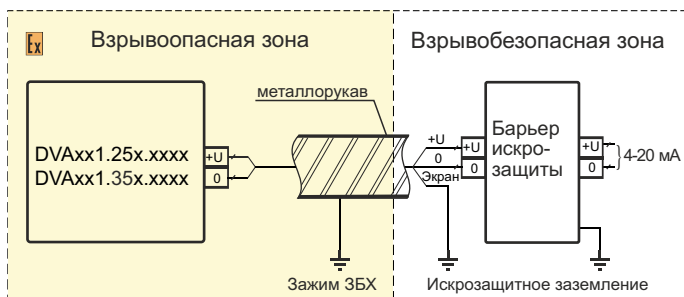 Ex
Взрывоопасная зона
Взрывобезопасная зона
металлорукав
DVAxx1.25x.xxxx
DVAxx1.35x.xxxx
+U
0
+U
0
Экран
+U
0
Барьер
искро-
защиты
+U
0
4-20 мА
Зажим ЗБХ
Искрозащитное заземление